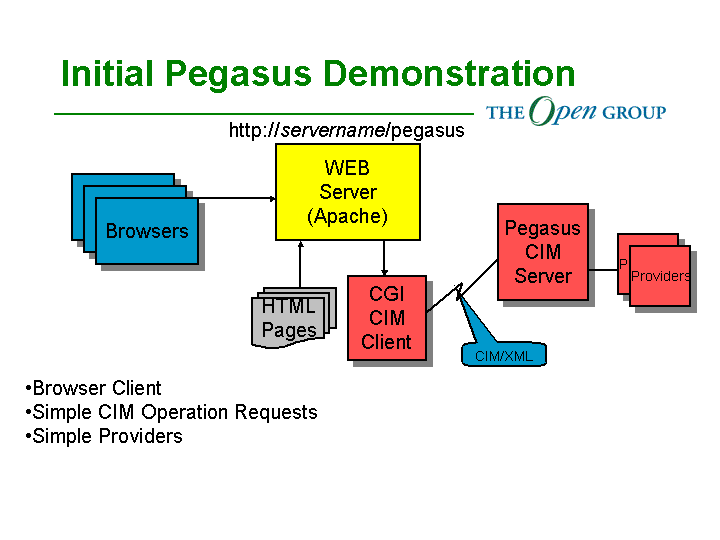 Initial Pegasus Demonstration
THE Open GROUP
http://servername/pegasus
WEB
Server
(Apache)
Browsers
Pegasus
CIM
Server
P
Providers
HTML
Pages
CGI
CIM
Client
CIM/XML
•Browser Client
•Simple CIM Operation Requests
•Simple Providers